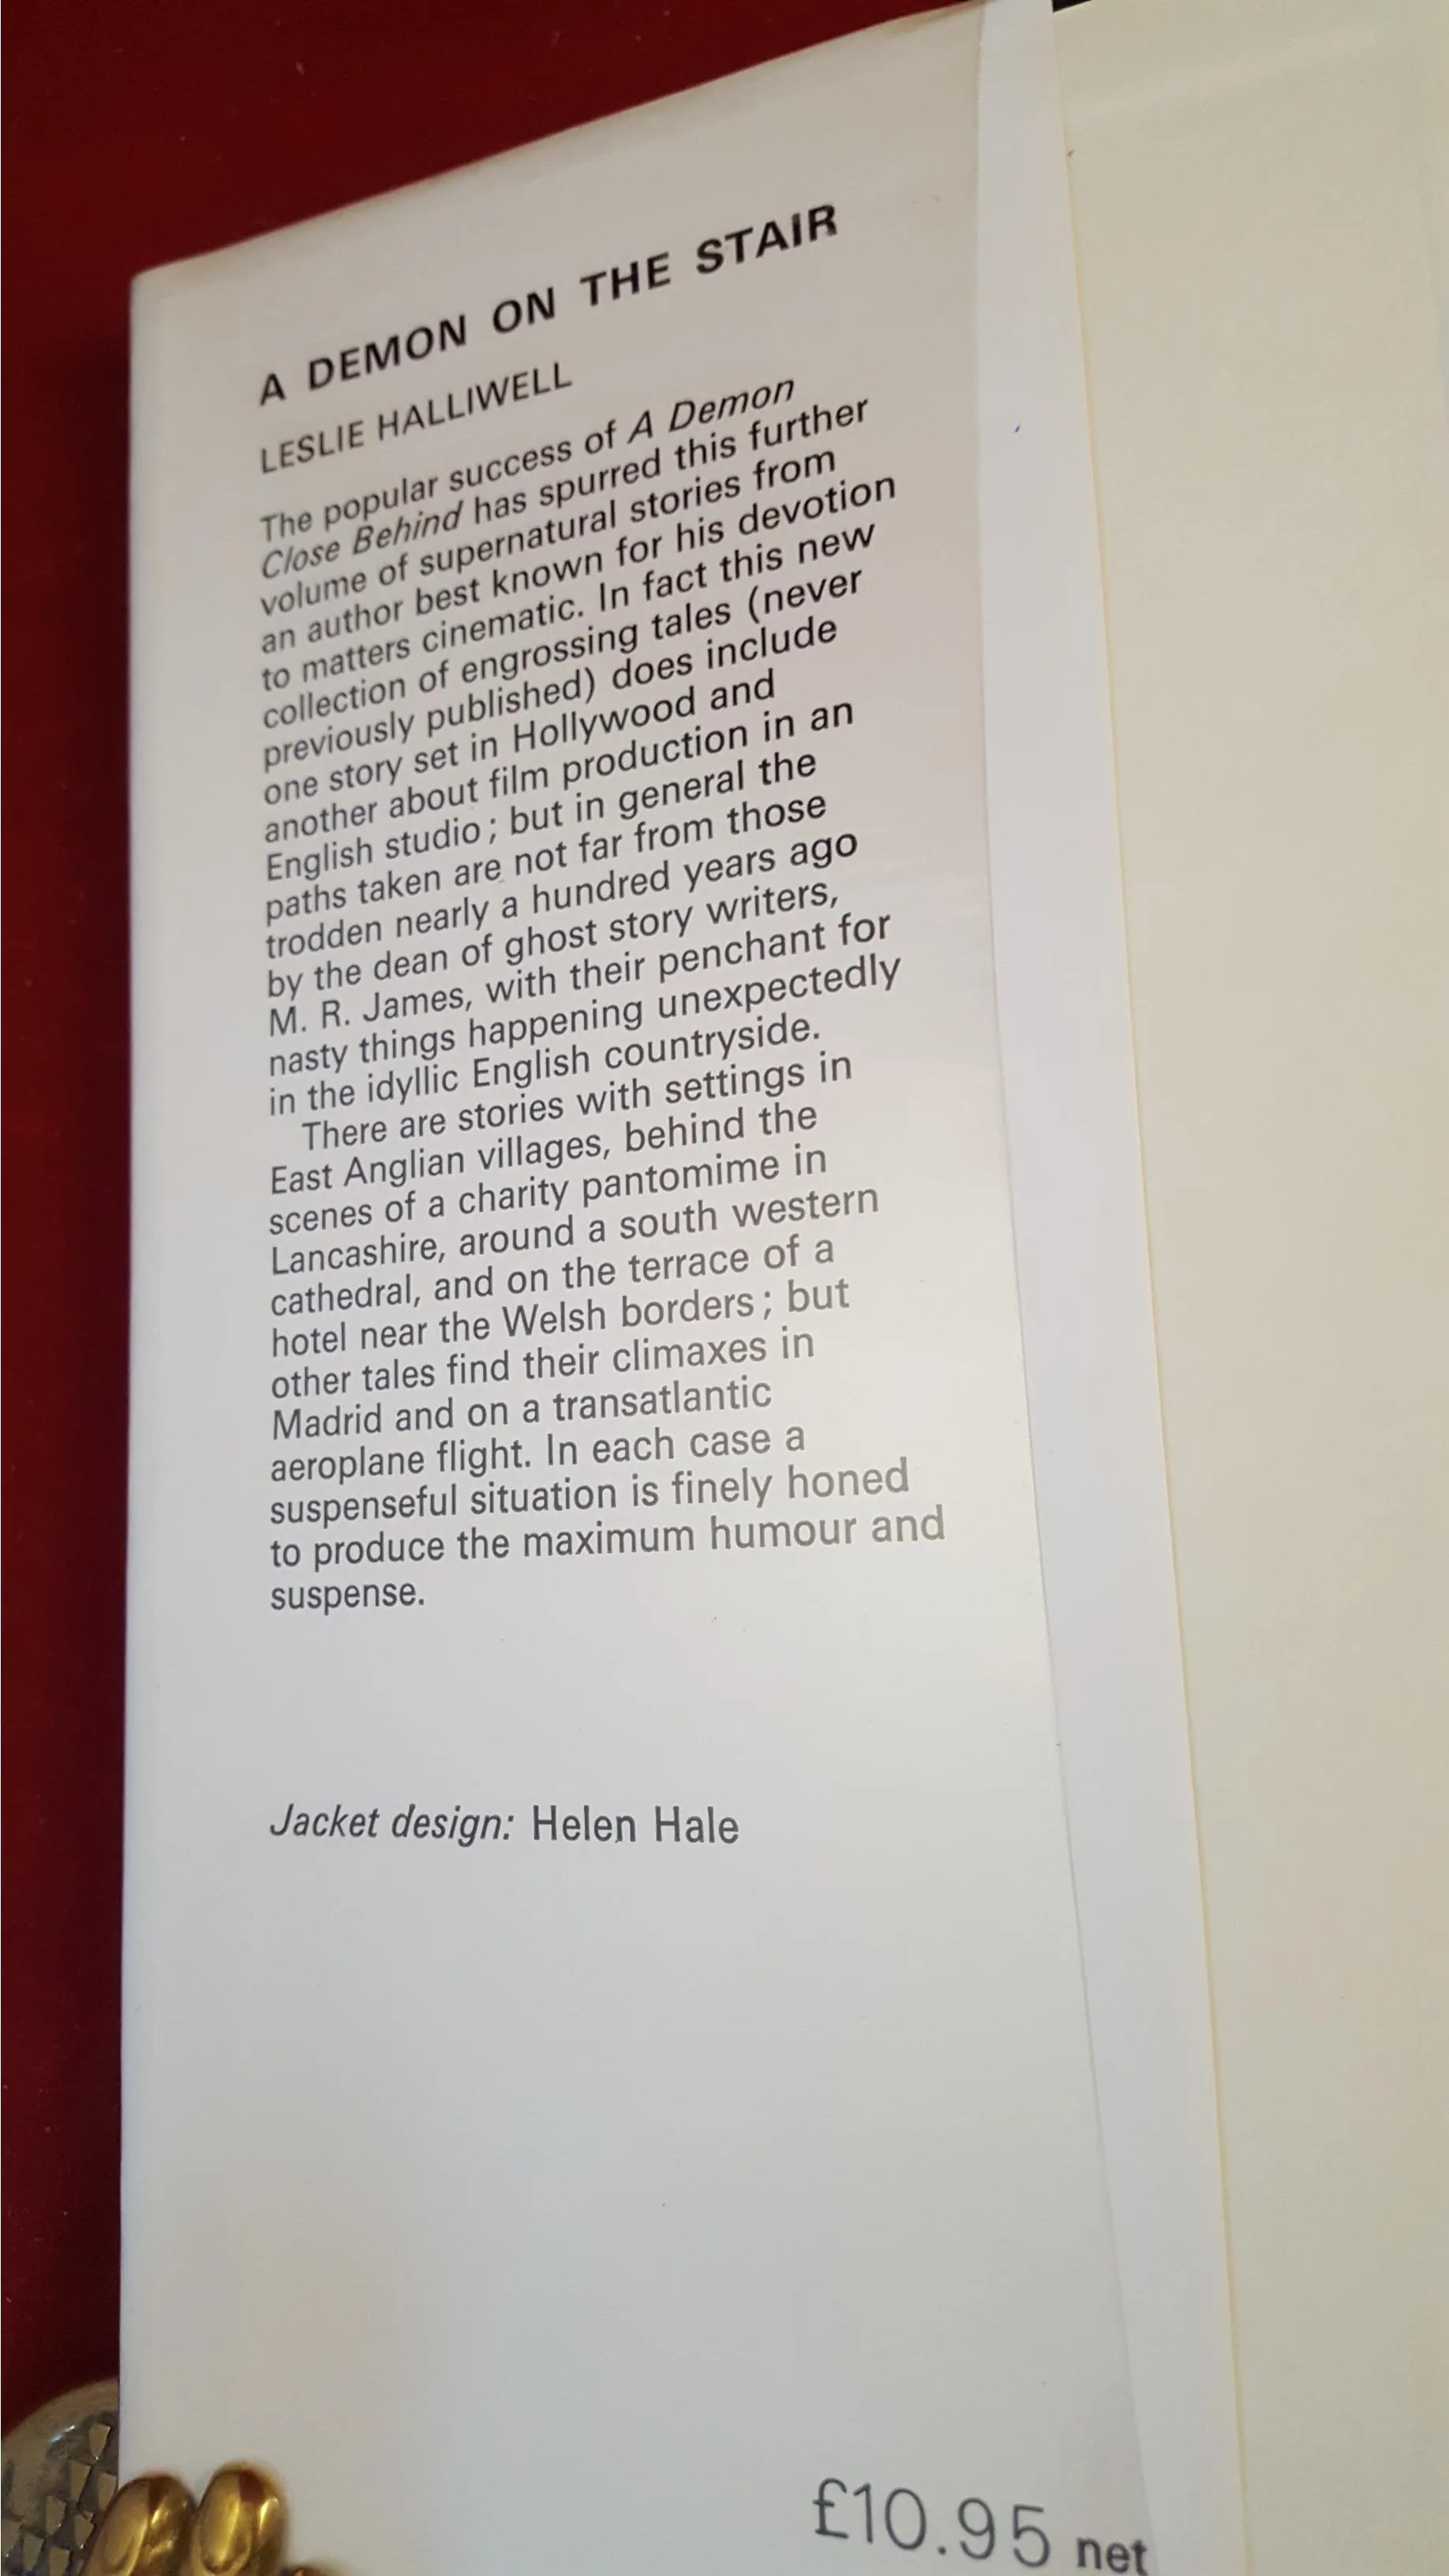 A DEMON ON THE STAIR
LESLIE HALLIWELL
The popular success of A Demon
Close Behind has spurred this further
volume of supernatural stories from
an author best known for his devotion
to matters cinematic. In fact this new
collection of engrossing tales (never
previously published) does include
one story set in Hollywood and
another about film production in an
English studio; but in general the
paths taken are not far from those
trodden nearly a hundred years ago
by the dean of ghost story writers,
M. R. James, with their penchant for
nasty things happening unexpectedly
in the idyllic English countryside.
There are stories with settings in
East Anglian villages, behind the
scenes of a charity pantomime in
Lancashire, around a south western
cathedral, and on the terrace of a
hotel near the Welsh borders; but
other tales find their climaxes in
Madrid and on a transatlantic
aeroplane flight. In each case a
suspenseful situation is finely honed
to produce the maximum humour and
suspense.
Jacket design: Helen Hale
£10.95 net